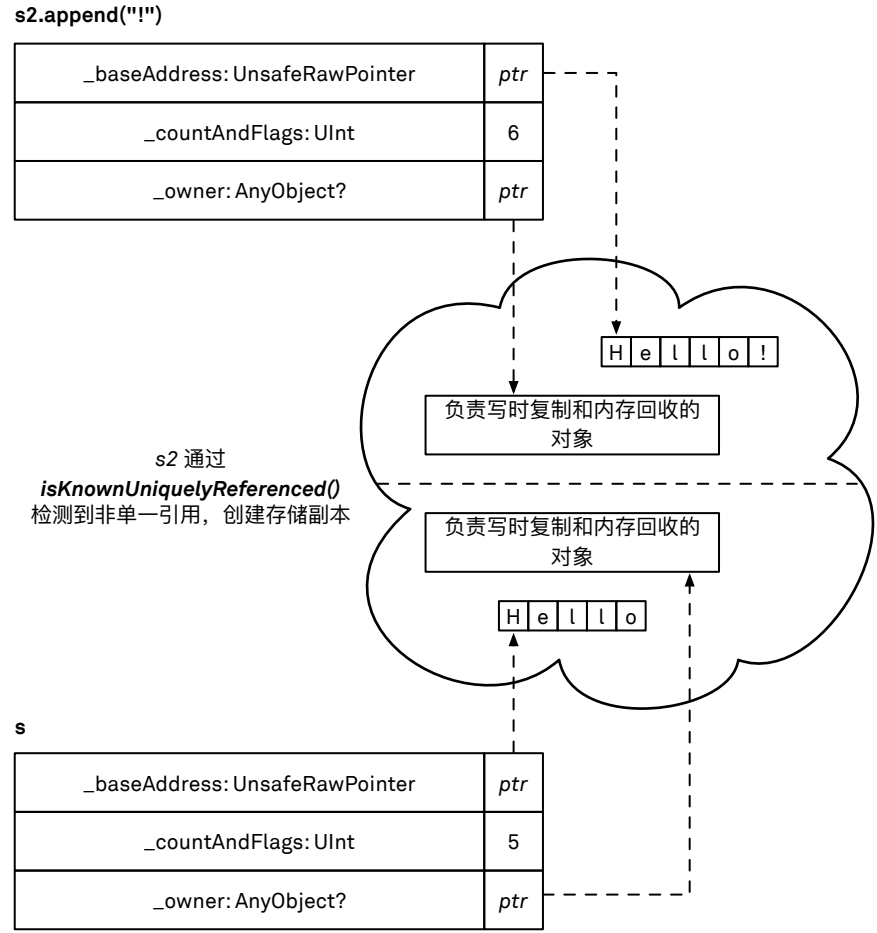 s2.append("!")
_baseAddress: UnsafeRawPointer ptr
_countAndFlags: UInt 6
_owner: AnyObject? ptr
H e l l o !
负责写时复制和内存回收的
对象
s2 通过
isKnownUniquelyReferenced()
检测到非单一引用，创建存储副本
负责写时复制和内存回收的
对象
H e l l o
s
_baseAddress: UnsafeRawPointer ptr
_countAndFlags: UInt 5
_owner: AnyObject? ptr